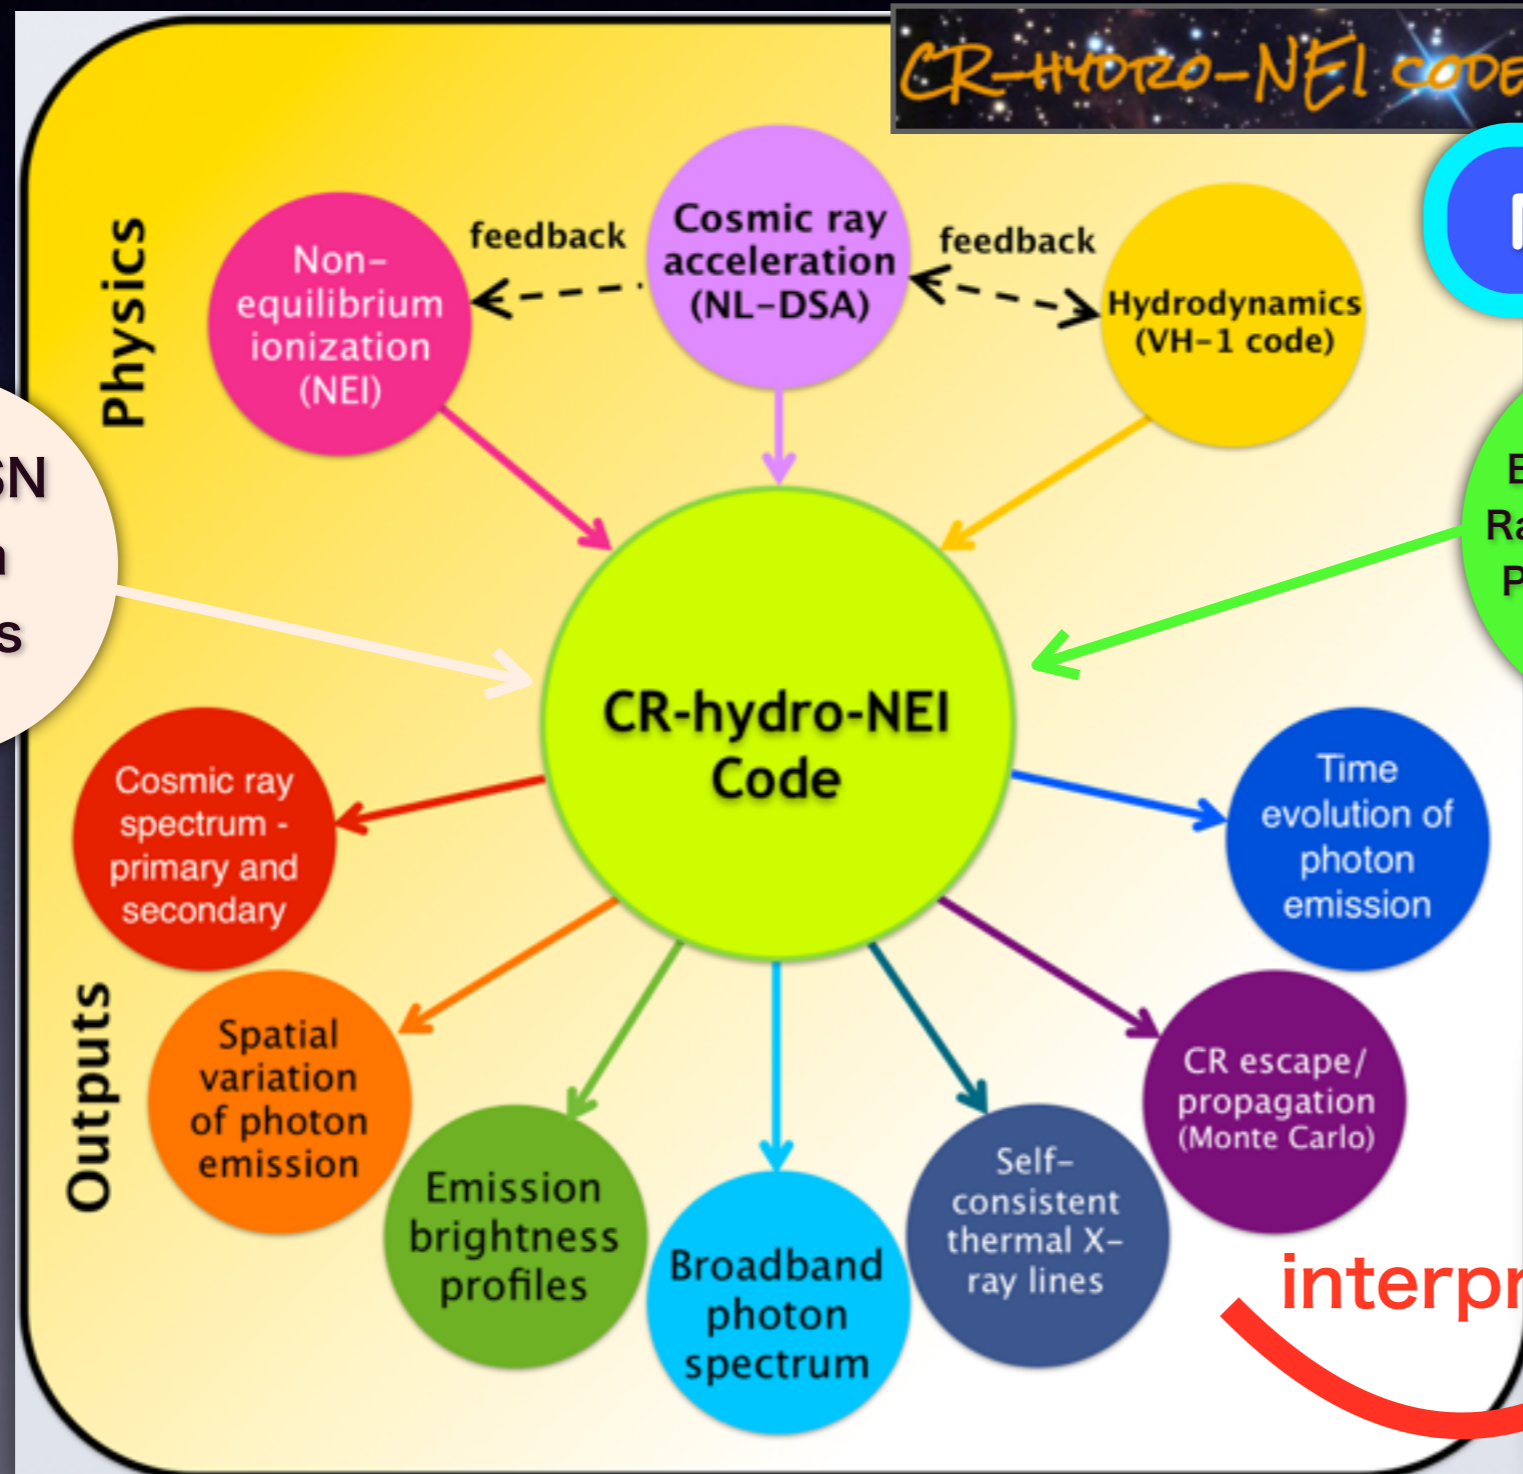 CR-HYDRO-NEI CODE
Physics
Non-
equilibrium
ionization
(NEI)
feedback
Cosmic ray
acceleration
(NL-DSA)
feedback
Hydrodynamics
(VH-1 code)
SN
s
CR-hydro-NEI
Code
Cosmic ray
spectrum -
primary and
secondary
Time
evolution of
photon
emission
Outputs
Spatial
variation
of photon
emission
Emission
brightness
profiles
Broadband
photon
spectrum
Self-
consistent
thermal X-
ray lines
CR escape/
propagation
(Monte Carlo)
interpr